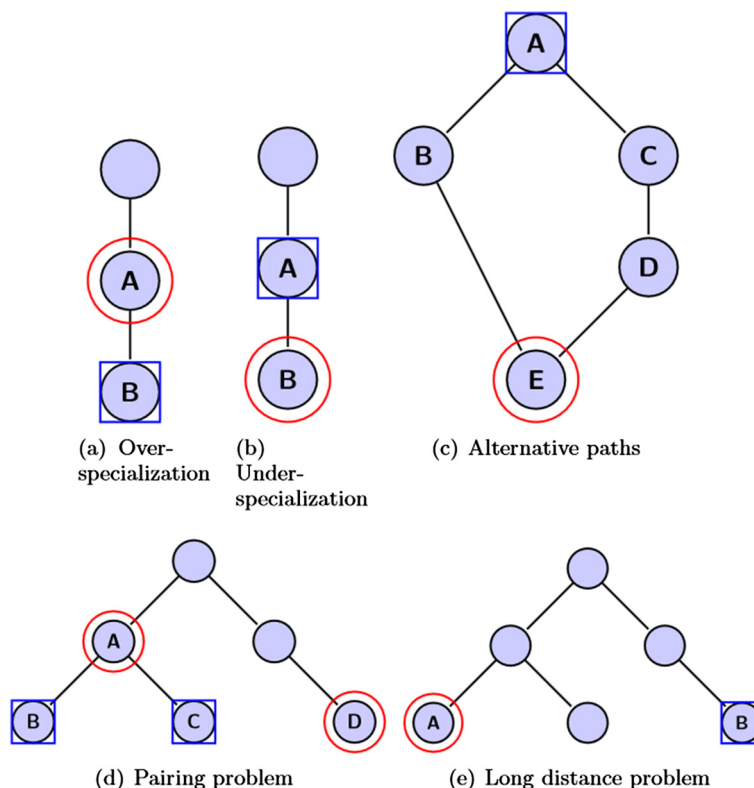 A
B
C
A
A
D
B
B
E
(a) Over-
specialization
(b)
Under-
specialization
(c) Alternative paths
A
B
C
D
A
B
(d) Pairing problem
(e) Long distance problem